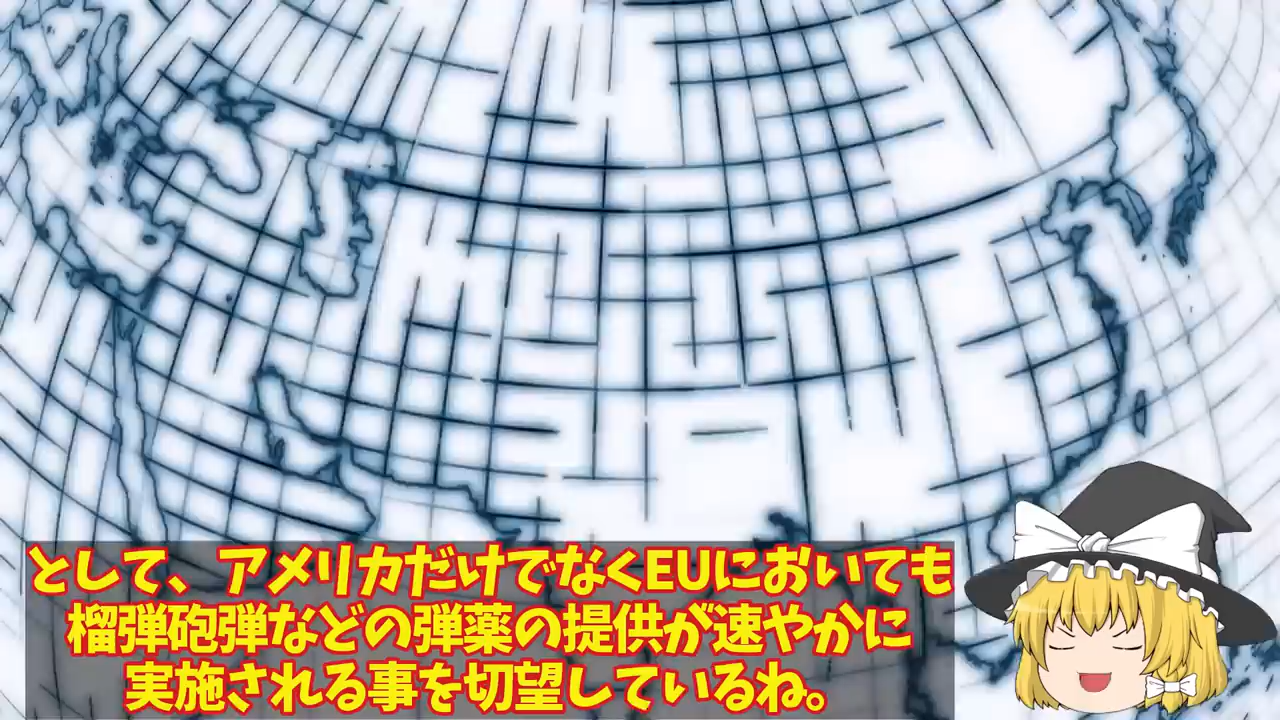 として、アメリカだけでなくEUにおいても
榴弾砲弾などの弾薬の提供が速やかに
実施される事を切望しているね。